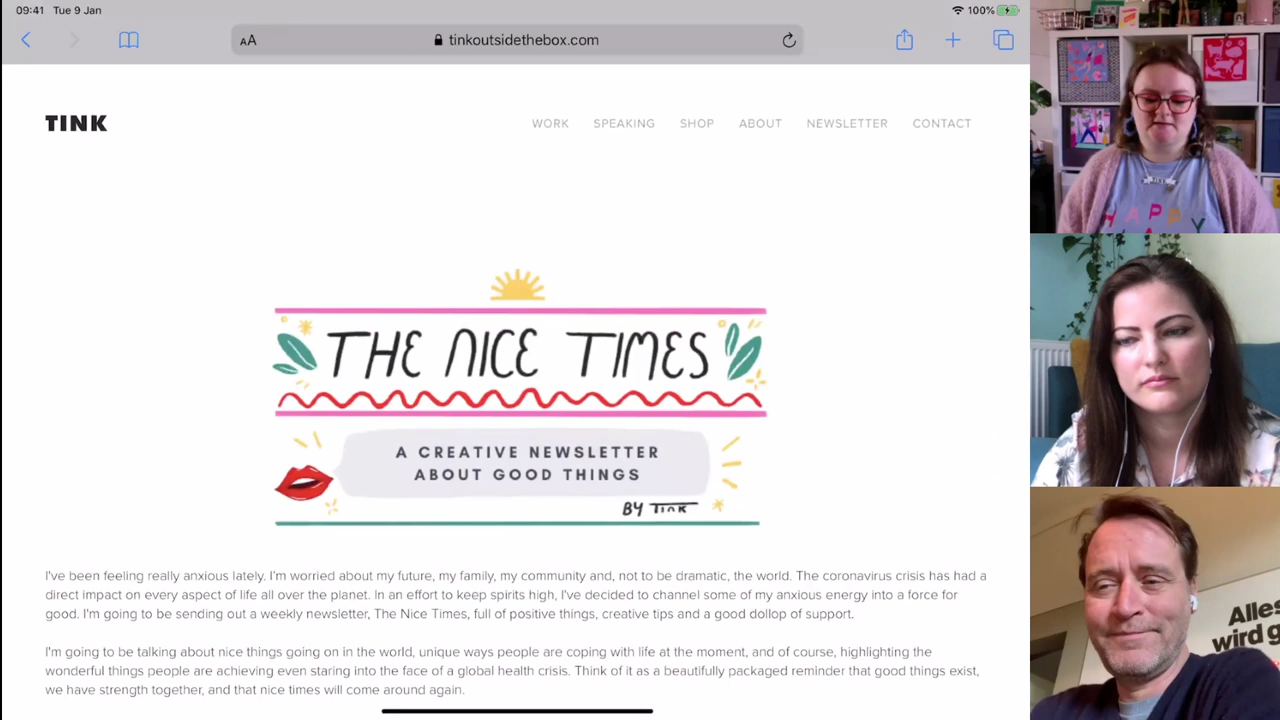 09:41 Tue 9 Jan
100%
AA
tinkoutsidethebox.com
TINK
WORK SPEAKING SHOP ABOUT NEWSLETTER CONTACT
THE NICE TIMES
A CREATIVE NEWSLETTER
ABOUT GOOD THINGS
BY TINK
I've been feeling really anxious lately. I'm worried about my future, my family, my community and, not to be dramatic, the world. The coronavirus crisis has had a
direct impact on every aspect of life all over the planet. In an effort to keep spirits high, I've decided to channel some of my anxious energy into a force for
good. I'm going to be sending out a weekly newsletter, The Nice Times, full of positive things, creative tips and a good dollop of support.
I'm going to be talking about nice things going on in the world, unique ways people are coping with life at the moment, and of course, highlighting the
wonderful things people are achieving even staring into the face of a global health crisis. Think of it as a beautifully packaged reminder that good things exist,
we have strength together, and that nice times will come around again.
HAPPY
Alles
wird g